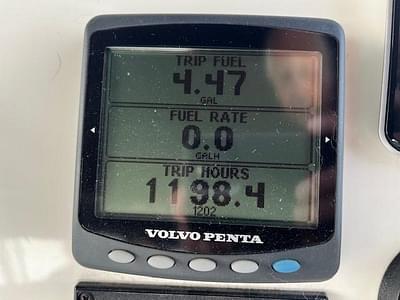 TRIP FUEL
4.47
GAL
FUEL RATE
0.0
GALH
TRIP HOURS
1198.4
1202
VOLVO PENTA